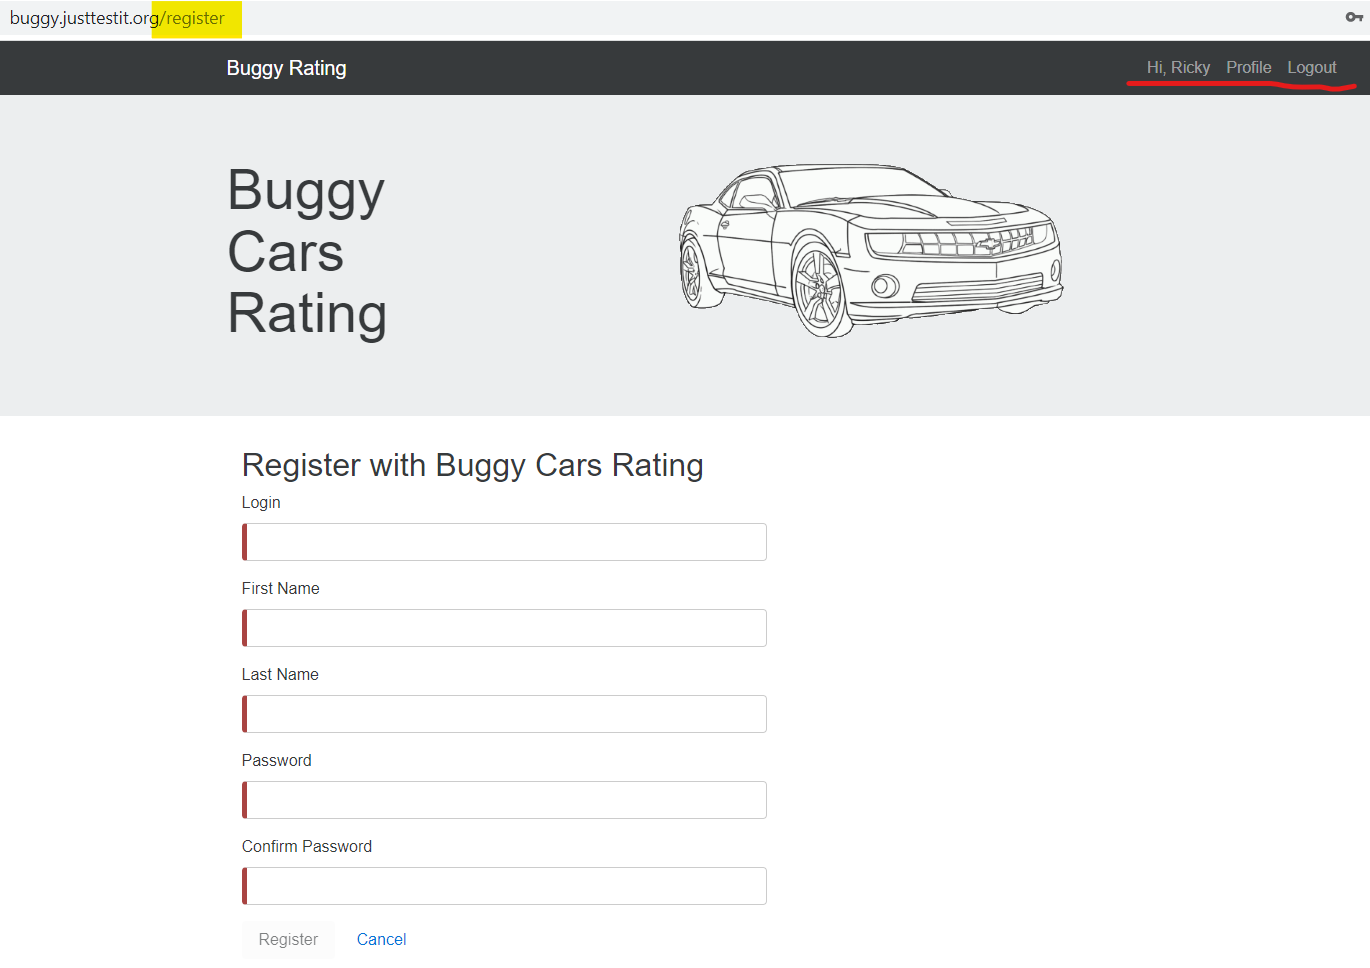 buggy.justtestit.org/register
Buggy Rating
Hi, Ricky Profile Logout
Buggy
Cars
Rating
Register with Buggy Cars Rating
Login
First Name
Last Name
Password
Confirm Password
Register Cancel